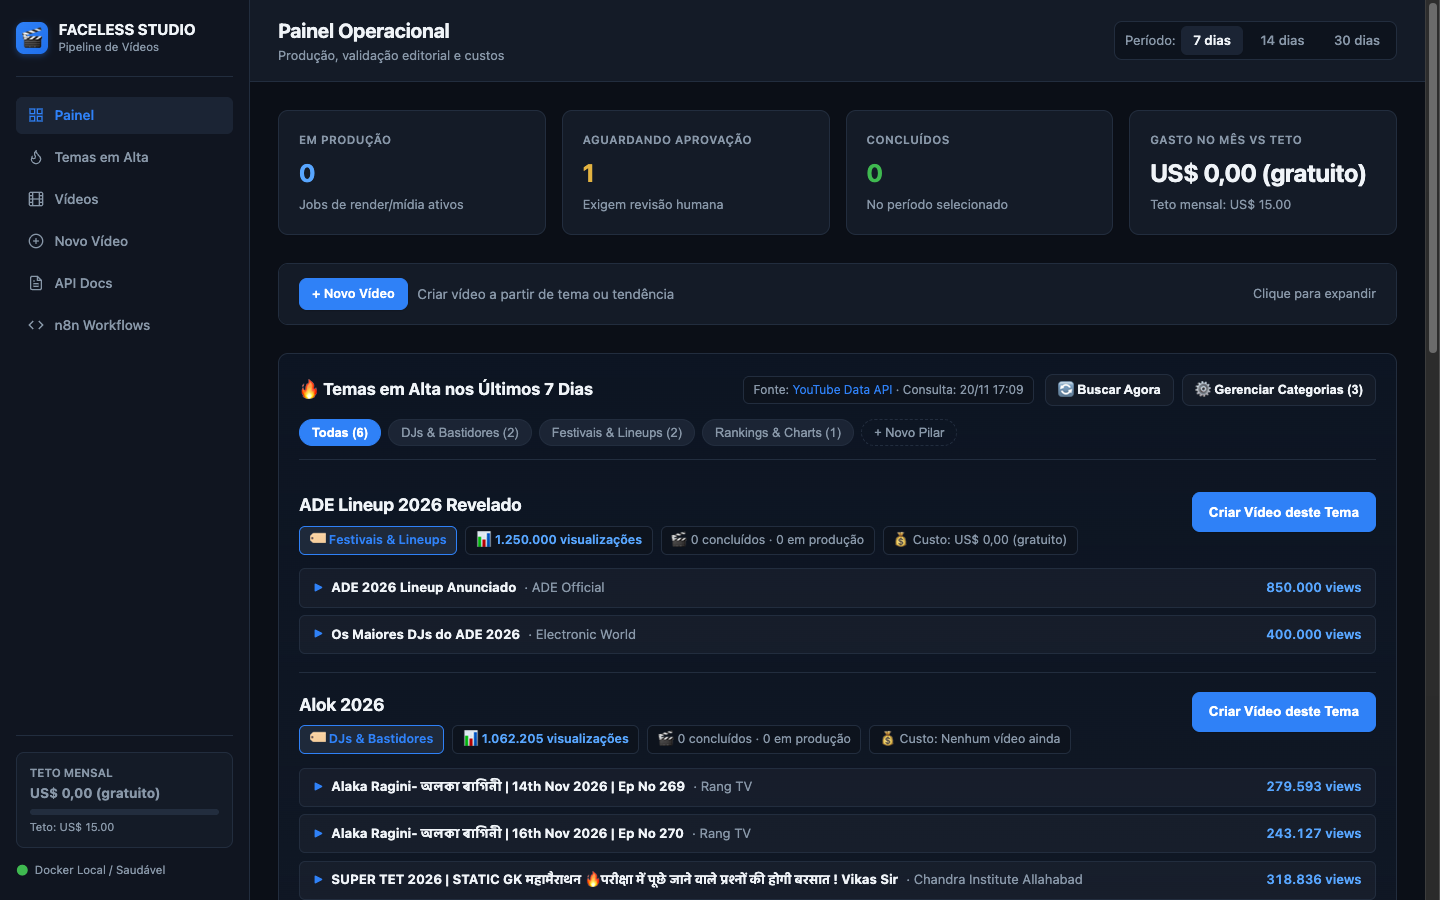 FACELESS STUDIO
Pipeline de Vídeos
Painel
Temas em Alta
Vídeos
Novo Vídeo
API Docs
n8n Workflows
TETO MENSAL
US$ 0,00 (gratuito)
Teto: US$ 15.00
Docker Local / Saudável
Painel Operacional
Produção, validação editorial e custos
Período: 7 dias 14 dias 30 dias
EM PRODUÇÃO
0
Jobs de render/mídia ativos
AGUARDANDO APROVAÇÃO
1
Exigem revisão humana
CONCLUÍDOS
0
No período selecionado
GASTO NO MÊS VS TETO
US$ 0,00 (gratuito)
Teto mensal: US$ 15.00
+ Novo Vídeo Criar vídeo a partir de tema ou tendência Clique para expandir
🔥 Temas em Alta nos Últimos 7 Dias Fonte: YouTube Data API · Consulta: 20/11 17:09 🔄 Buscar Agora ⚙️ Gerenciar Categorias (3)
Todas (6) DJs & Bastidores (2) Festivais & Lineups (2) Rankings & Charts (1) + Novo Pilar
ADE Lineup 2026 Revelado Criar Vídeo deste Tema
🏷️ Festivais & Lineups 📊 1.250.000 visualizações 🎬 0 concluídos · 0 em produção 💰 Custo: US$ 0,00 (gratuito)
▶ ADE 2026 Lineup Anunciado · ADE Official 850.000 views
▶ Os Maiores DJs do ADE 2026 · Electronic World 400.000 views
Alok 2026 Criar Vídeo deste Tema
🏷️ DJs & Bastidores 📊 1.062.205 visualizações 🎬 0 concluídos · 0 em produção 💰 Custo: Nenhum vídeo ainda
▶ Alaka Ragini- অলকা ৰাগিনী | 14th Nov 2026 | Ep No 269 · Rang TV 279.593 views
▶ Alaka Ragini- অলকা ৰাগিনী | 16th Nov 2026 | Ep No 270 · Rang TV 243.127 views
▶ SUPER TET 2026 | STATIC GK महामैराथन 🔥परीक्षा में पूछे जाने वाले प्रश्नों की होगी बरसात ! Vikas Sir · Chandra Institute Allahabad 318.836 views